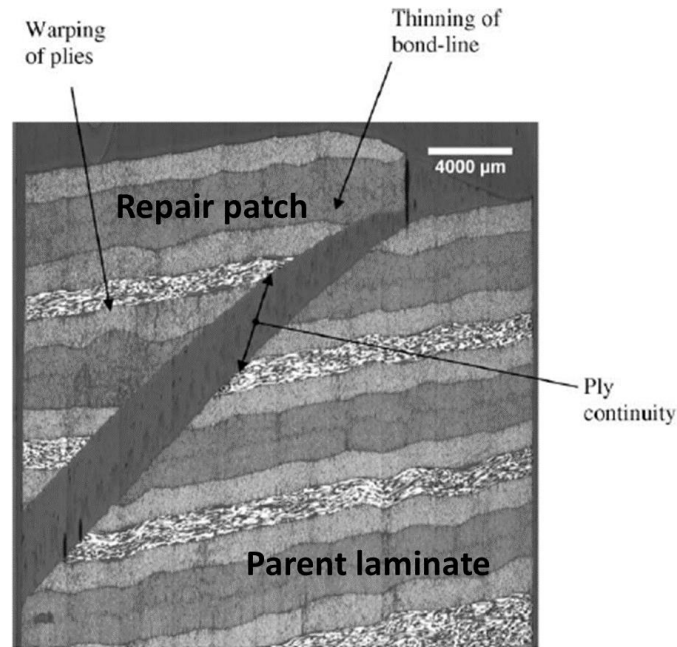 Warping
of plies
Thinning of
bond-line
4000 µm
Repair patch
Ply
continuity
Parent laminate